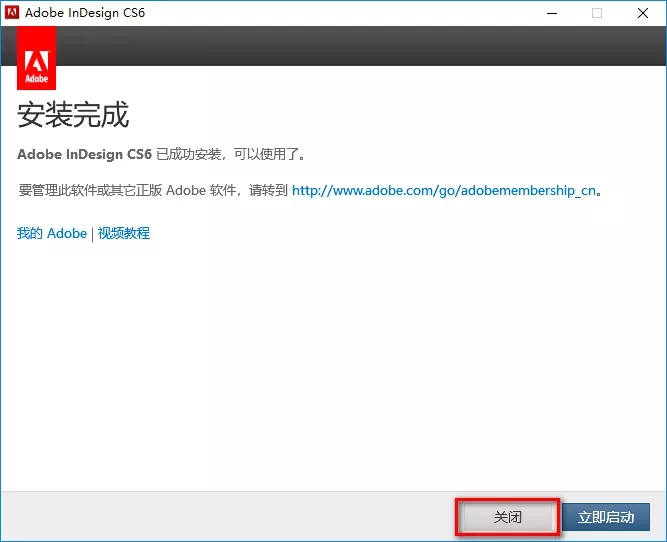 Adobe InDesign CS6
Adobe
安装完成
Adobe InDesign CS6 已成功安装，可以使用了。
要管理此软件或其它正版 Adobe 软件，请转到 http://www.adobe.com/go/adobemembership_cn。
我的 Adobe | 视频教程
关闭 立即启动